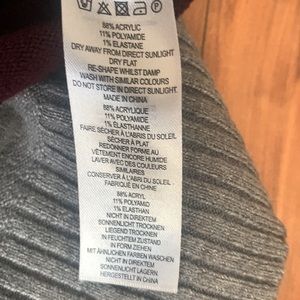 88% ACRYLIC
11% POLYAMIDE
1% ELASTANE
DRY AWAY FROM DIRECT SUNLIGHT
DRY FLAT
RE-SHAPE WHILST DAMP
WASH WITH SIMILAR COLOURS
DO NOT STORE IN DIRECT SUNLIGHT
MADE IN CHINA
88% ACRYLIQUE
11% POLYAMIDE
1% ÉLASTHANNE
FAIRE SÉCHER À L'ABRIS DU SOLEIL
SÉCHER À PLAT
REDONNER FORME AU
VÊTEMENT ENCORE HUMIDE
LAVER AVEC DES COULEURS
SIMILAIRES
CONSERVER À L'ABRIS DU SOLEIL
FABRIQUÉ EN CHINE
88% ACRYL
11% POLYAMID
1% ELASTHAN
NICHT IN DIREKTEM
SONNENLICHT TROCKNEN
LIEGEND TROCKNEN
IN FEUCHTEM ZUSTAND
IN FORM ZIEHEN
MIT ÄHNLICHEN FARBEN WASCHEN
NICHT IN DIREKTEM
SONNENLICHT LAGERN
HERGESTELLT IN CHINA